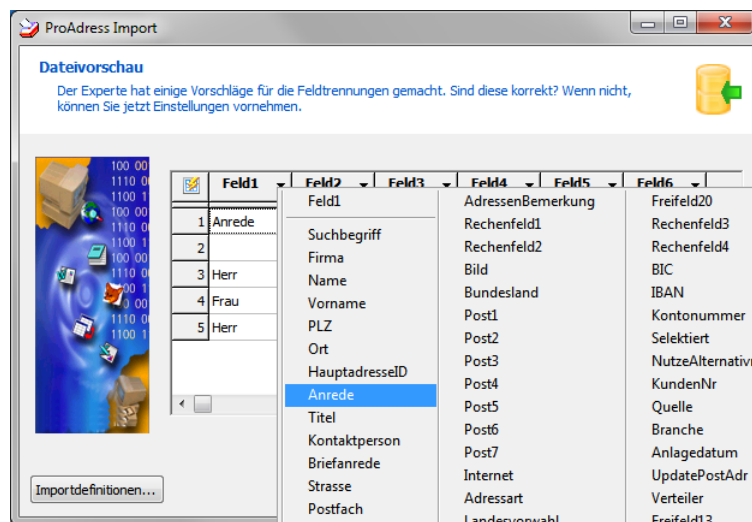 ProAdress Import
Dateivorschau
Der Experte hat einige Vorschläge für die Feldtrennungen gemacht. Sind diese korrekt? Wenn nicht,
können Sie jetzt Einstellungen vornehmen.
Feld1 Feld2 Feld3 Feld4 Feld5 Feld6
1 Anrede
2
3 Herr
4 Frau
5 Herr
Feld1
Suchbegriff
Firma
Name
Vorname
PLZ
Ort
HauptadresseID
Anrede
Titel
Kontaktperson
Briefanrede
Strasse
Postfach
AdressenBemerkung
Rechenfeld1
Rechenfeld2
Bild
Bundesland
Post1
Post2
Post3
Post4
Post5
Post6
Post7
Internet
Adressart
Landesvorwahl
Freifeld20
Rechenfeld3
Rechenfeld4
BIC
IBAN
Kontonummer
Selektiert
KundenNr
Quelle
Branche
Anlagedatum
UpdatePostAdr
Verteiler
Freifeld13
Importdefinitionen...